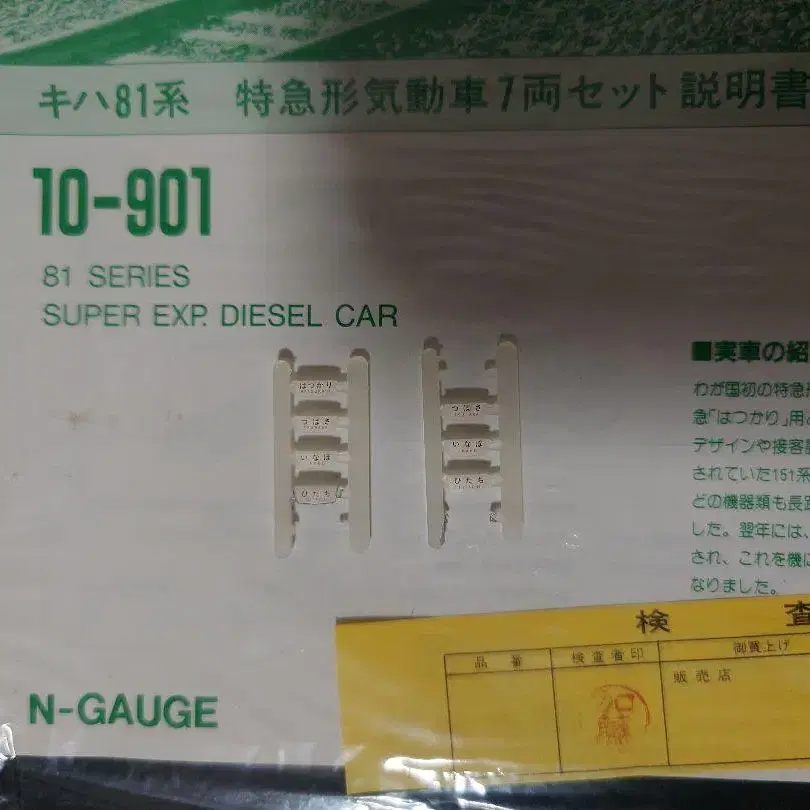 キハ81系 特急形気動車7両セット説明書
10-901
81 SERIES
SUPER EXP. DIESEL CAR
はつかり
つばさ
いなほ
ひたち
つばさ
いなほ
ひたち
■実車の紹
わが国初の特急形
急「はつかり」用と
デザインや接客設
されていた151系
どの機器類も長距
した。翌年には、
され、これを機に
なりました。
検 査
品番 検査者印 御買上げ
販売店
N-GAUGE